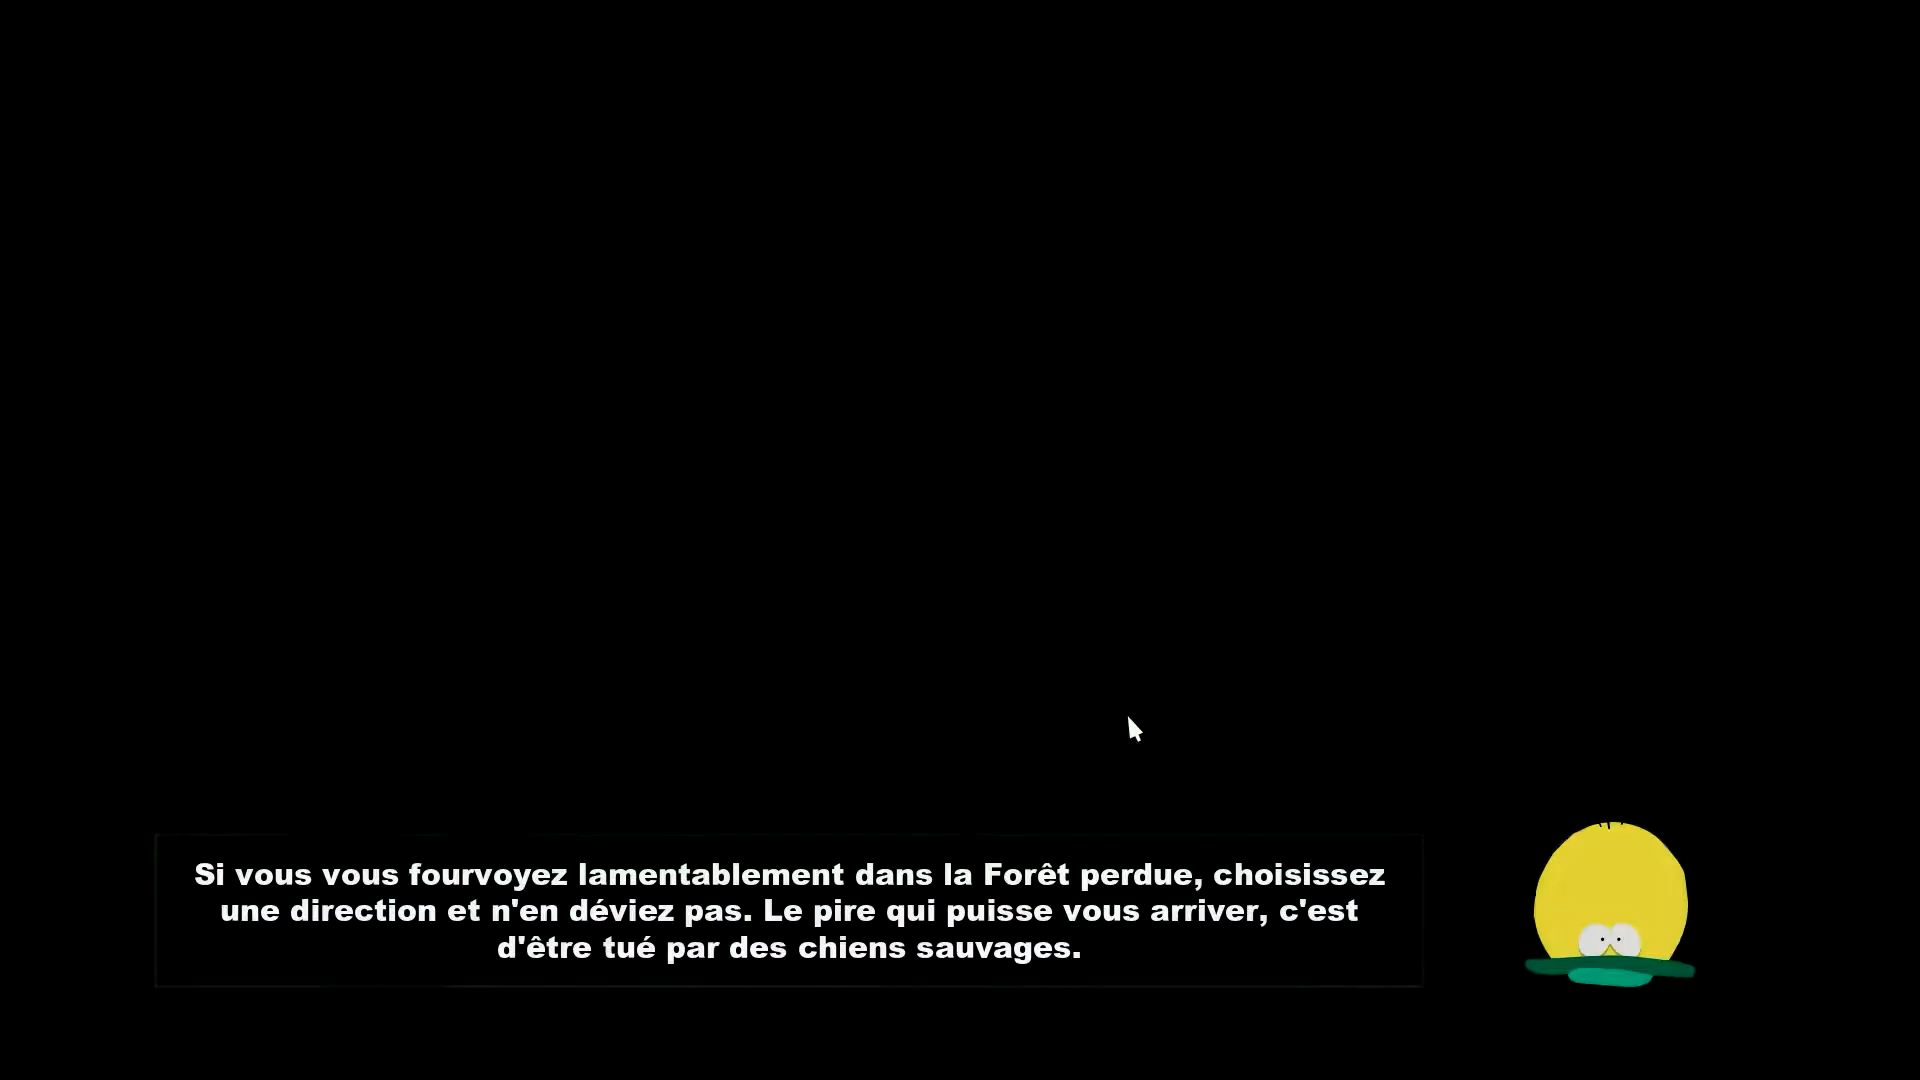 Si vous vous fourvoyez lamentablement dans la Forêt perdue, choisissez
une direction et n'en déviez pas. Le pire qui puisse vous arriver, c'est
d'être tué par des chiens sauvages.